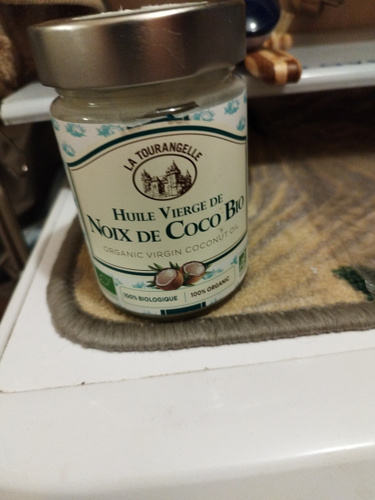 LA TOURANGELLE
HUILE VIERGE DE
NOIX DE COCO BIO
ORGANIC VIRGIN COCONUT OIL
100% BIOLOGIQUE | 100% ORGANIC